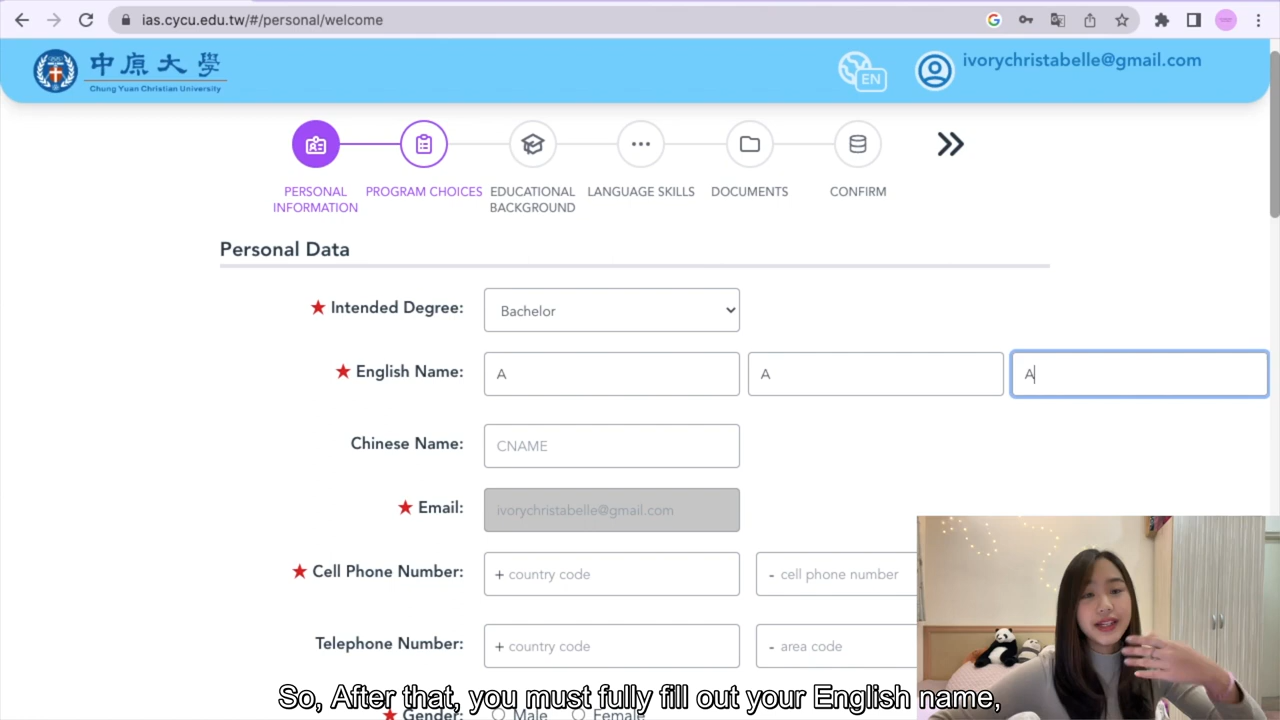 ias.cycu.edu.tw/#/personal/welcome
中原大學
Chung Yuan Christian University
EN
ivorychristabelle@gmail.com
PERSONAL INFORMATION
PROGRAM CHOICES
EDUCATIONAL BACKGROUND
LANGUAGE SKILLS
DOCUMENTS
CONFIRM
Personal Data
★ Intended Degree: Bachelor
★ English Name: A A A
Chinese Name: CNAME
★ Email: ivorychristabelle@gmail.com
★ Cell Phone Number: + country code - cell phone number
Telephone Number: + country code - area code
So, After that, you must fully fill out your English name,
★ Gender: Male Female